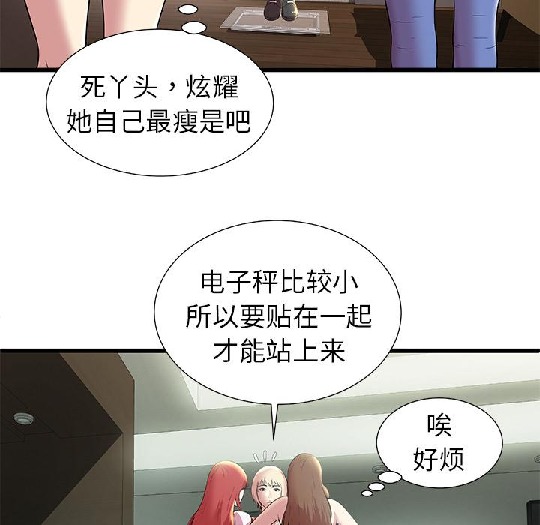 死丫头，炫耀
她自己最瘦是吧
电子秤比较小
所以要贴在一起
才能站上来
唉
好烦